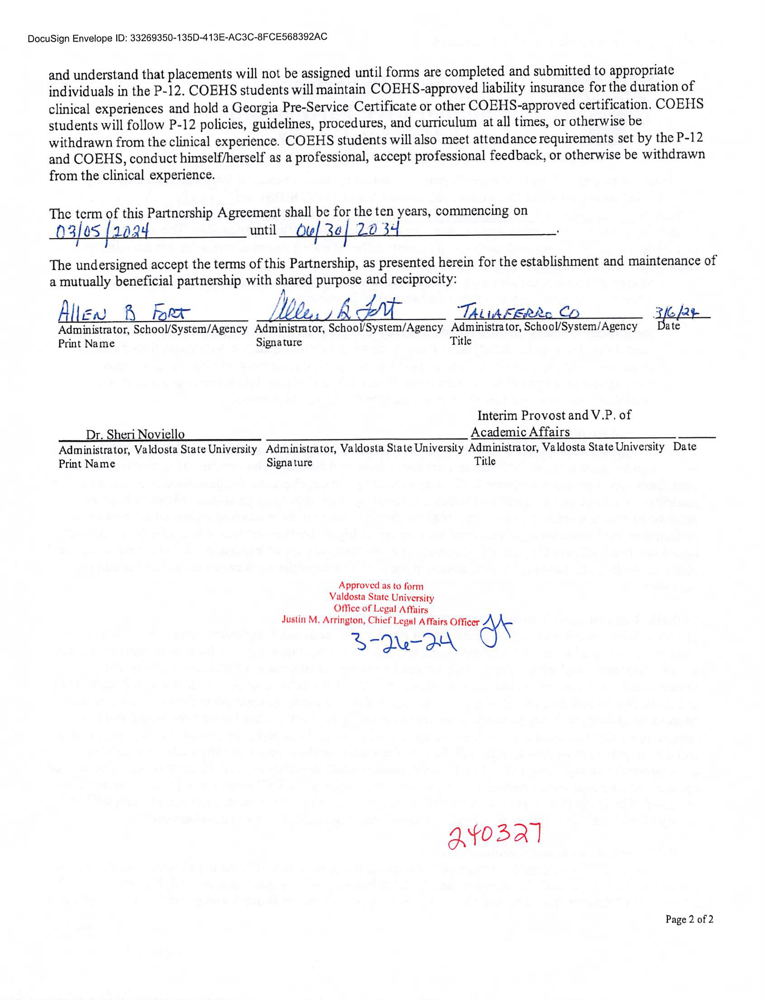 DocuSign Envelope ID: 33269350-135D-413E-AC3C-8FCE568392AC
and understand that placements will not be assigned until forms are completed and submitted to appropriate
individuals in the P-12. COEHS students will maintain COEHS-approved liability insurance for the duration of
clinical experiences and hold a Georgia Pre-Service Certificate or other COEHS-approved certification. COEHS
students will follow P-12 policies, guidelines, procedures, and curriculum at all times, or otherwise be
withdrawn from the clinical experience. COEHS students will also meet attendance requirements set by the P-12
and COEHS, conduct himself/herself as a professional, accept professional feedback, or otherwise be withdrawn
from the clinical experience.
The term of this Partnership Agreement shall be for the ten years, commencing on
03/05/2024 until 06/30/2034.
The undersigned accept the terms of this Partnership, as presented herein for the establishment and maintenance of
a mutually beneficial partnership with shared purpose and reciprocity:
ALLEN B FORT Allen B Fort TALIAFERRO CO 3/6/24
Administrator, School/System/Agency Administrator, School/System/Agency Administrator, School/System/Agency Date
Print Name Signature Title
Interim Provost and V.P. of
Dr. Sheri Noviello Academic Affairs
Administrator, Valdosta State University Administrator, Valdosta State University Administrator, Valdosta State University Date
Print Name Signature Title
Approved as to form
Valdosta State University
Office of Legal Affairs
Justin M. Arrington, Chief Legal Affairs Officer JA
3-26-24
240327
Page 2 of 2